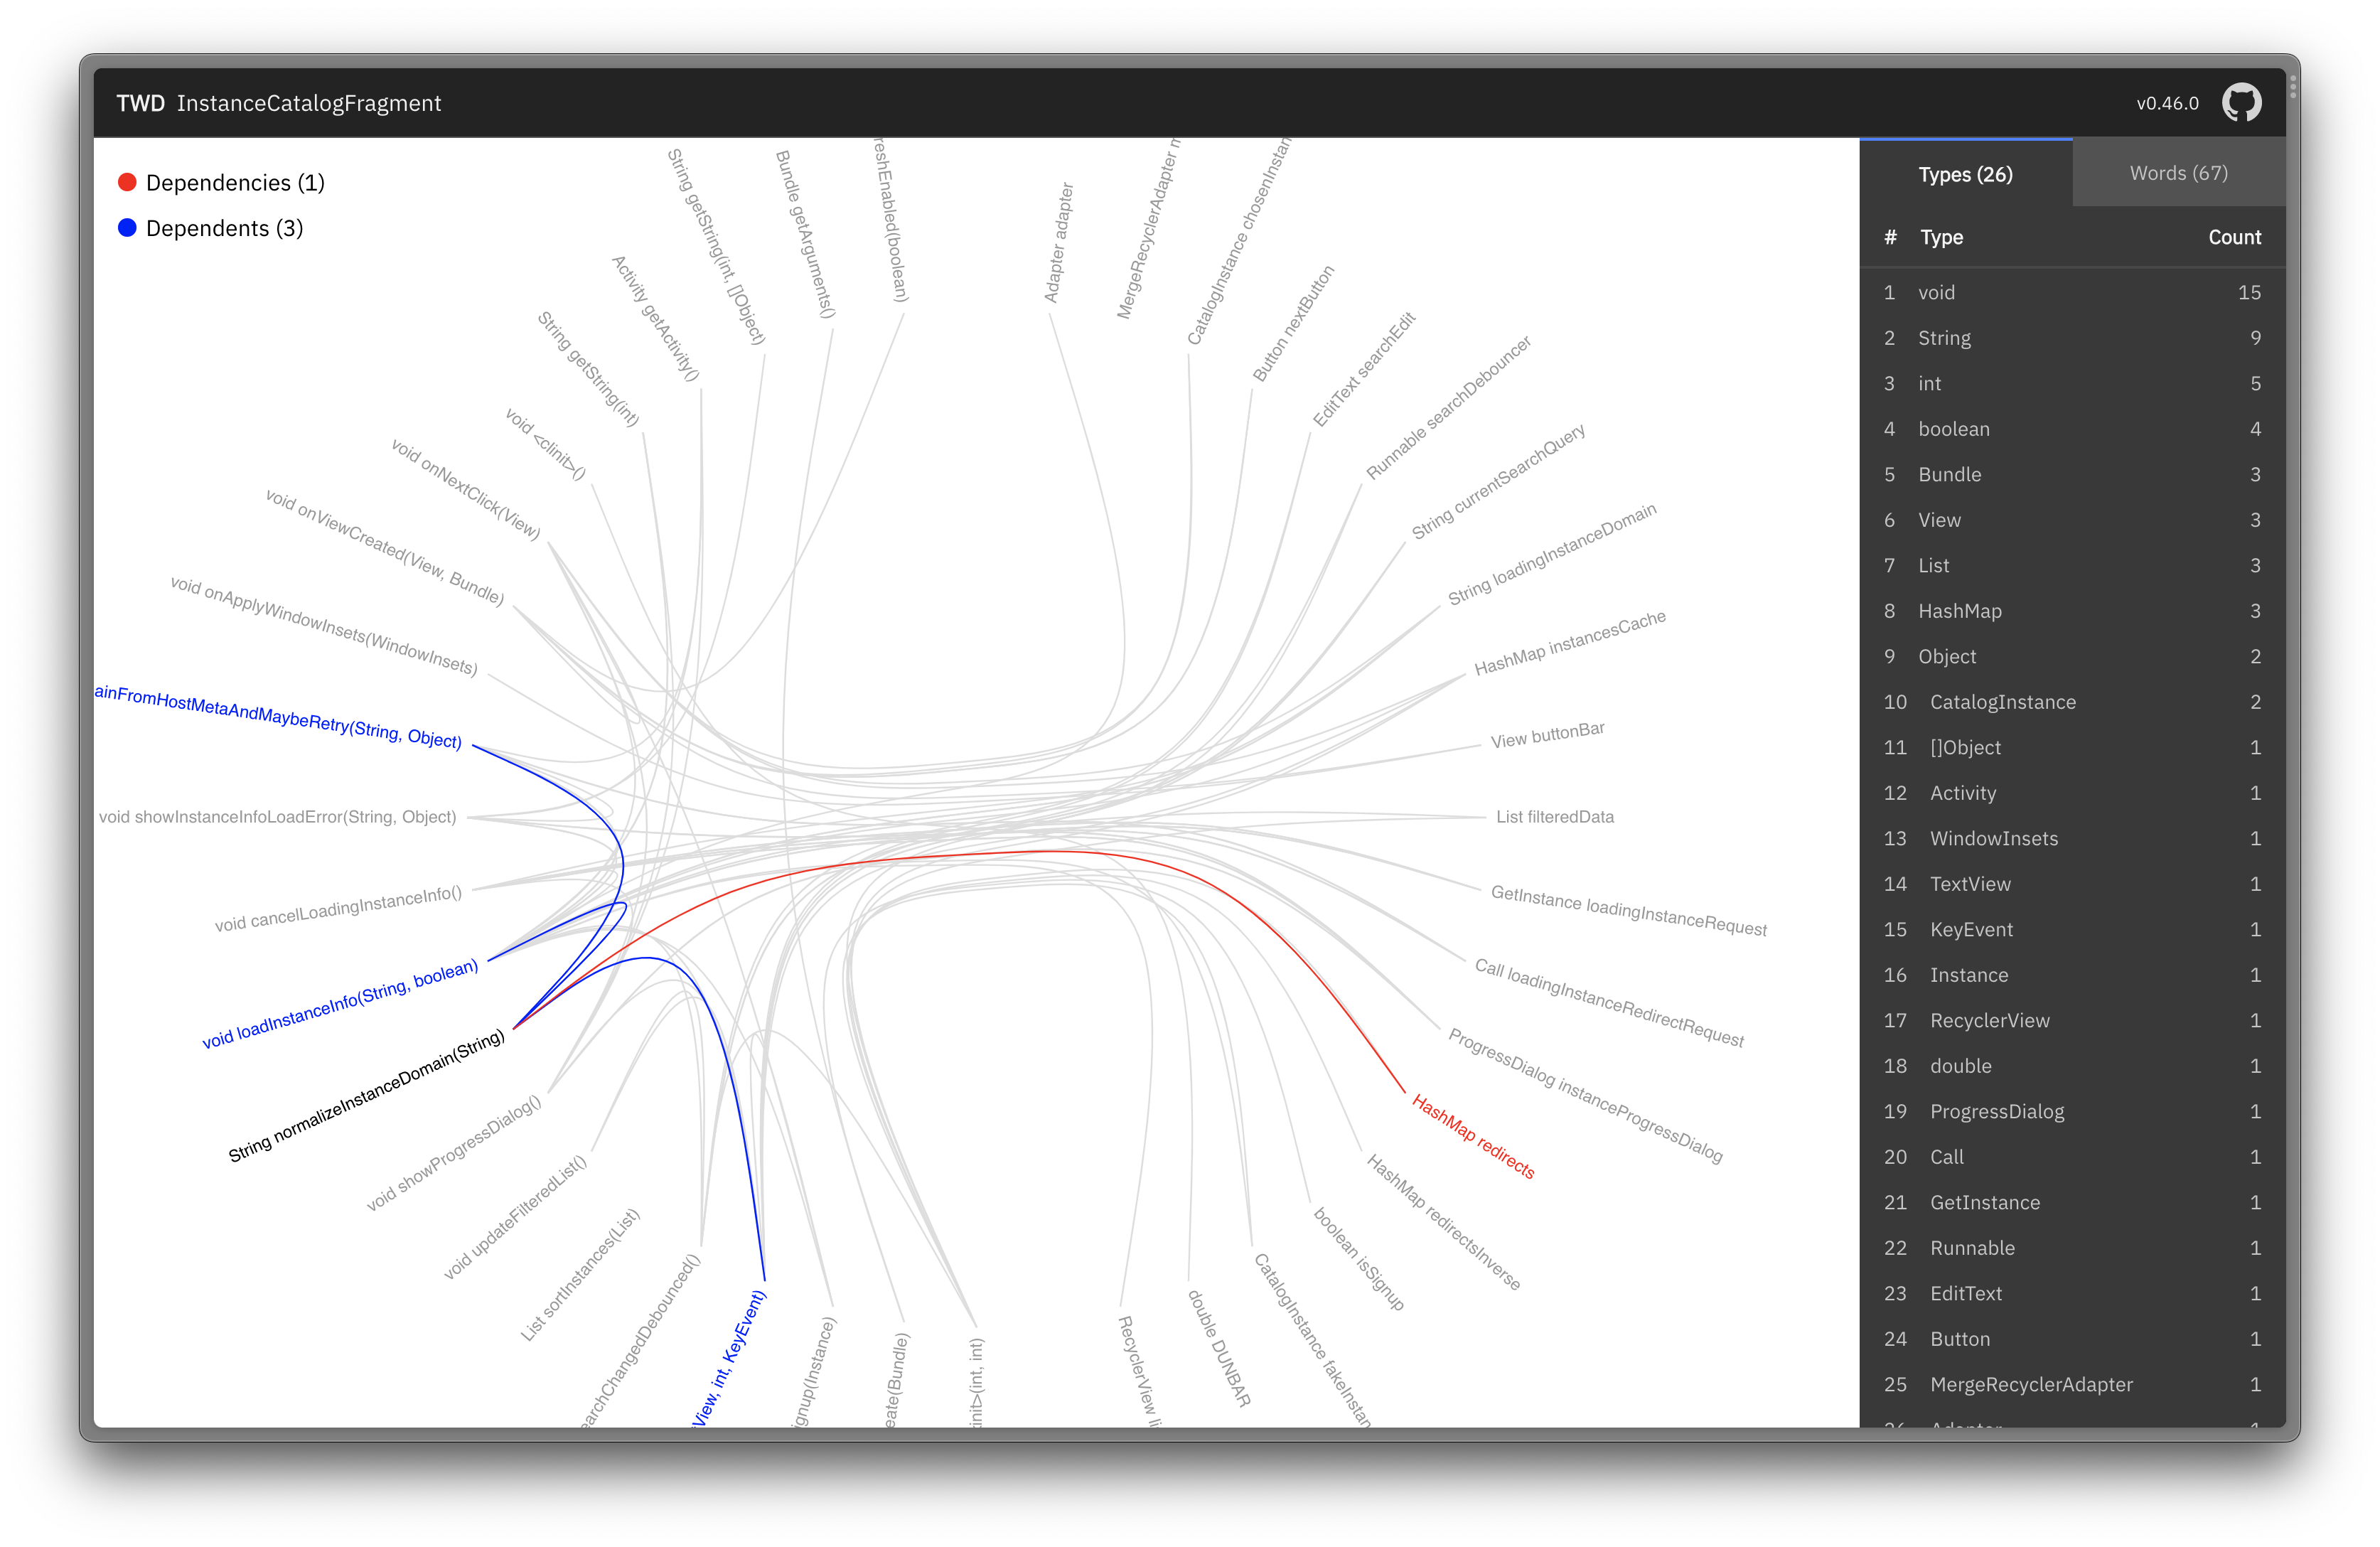 TWD InstanceCatalogFragment
v0.46.0
Dependencies (1)
Dependents (3)
String getString(int, []Object)
Bundle getArguments()
reshEnabled(boolean)
Adapter adapter
MergeRecyclerAdapter
CatalogInstance chosenInstan
Activity getActivity()
Button nextButton
String getString(int)
EditText searchEdit
void <clinit>()
Runnable searchDebouncer
void onNextClick(View)
String currentSearchQuery
void onViewCreated(View, Bundle)
String loadingInstanceDomain
void onApplyWindowInsets(WindowInsets)
HashMap instancesCache
ainFromHostMetaAndMaybeRetry(String, Object)
View buttonBar
void showInstanceInfoLoadError(String, Object)
List filteredData
void cancelLoadingInstanceInfo()
GetInstance loadingInstanceRequest
void loadInstanceInfo(String, boolean)
Call loadingInstanceRedirectRequest
String normalizeInstanceDomain(String)
ProgressDialog instanceProgressDialog
void showProgressDialog()
HashMap redirects
void updateFilteredList()
HashMap redirectsInverse
List sortInstances(List)
boolean isSignup
earchChangedDebounced()
CatalogInstance fakeInstan
View, int, KeyEvent)
double DUNBAR
ignup(Instance)
RecyclerView li
eate(Bundle)
init>(int, int)
Types (26)
Words (67)
# Type Count
1 void 15
2 String 9
3 int 5
4 boolean 4
5 Bundle 3
6 View 3
7 List 3
8 HashMap 3
9 Object 2
10 CatalogInstance 2
11 []Object 1
12 Activity 1
13 WindowInsets 1
14 TextView 1
15 KeyEvent 1
16 Instance 1
17 RecyclerView 1
18 double 1
19 ProgressDialog 1
20 Call 1
21 GetInstance 1
22 Runnable 1
23 EditText 1
24 Button 1
25 MergeRecyclerAdapter 1
26 Adapter 1